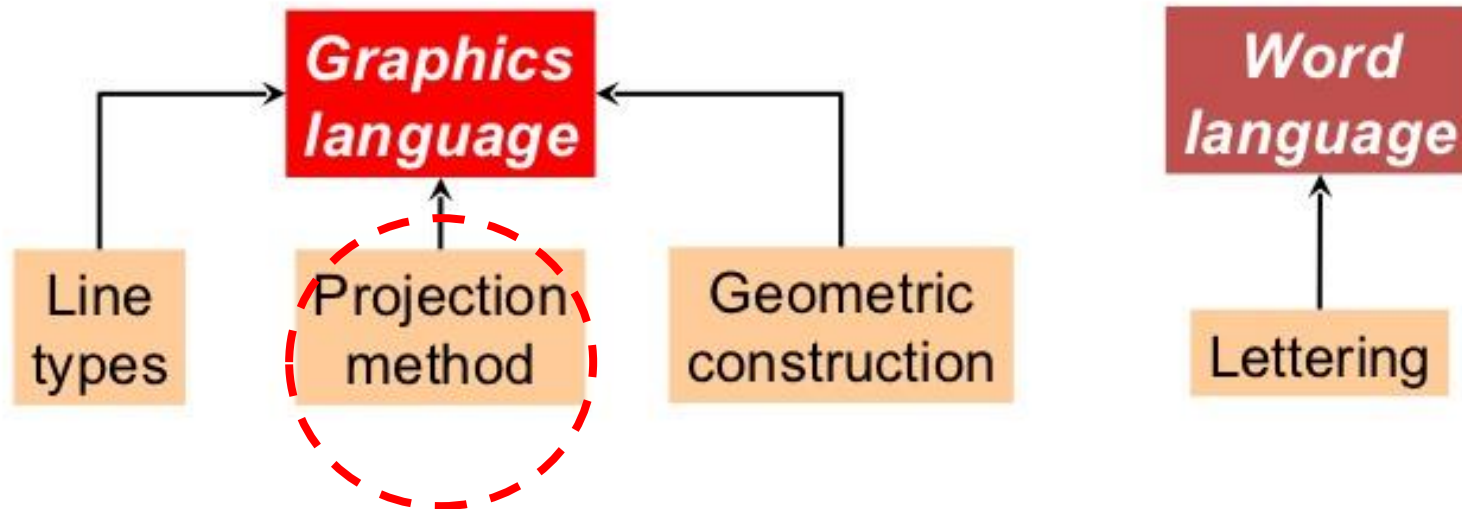 Graphics
language
Word
language
Line
types
Projection
method
Geometric
construction
Lettering